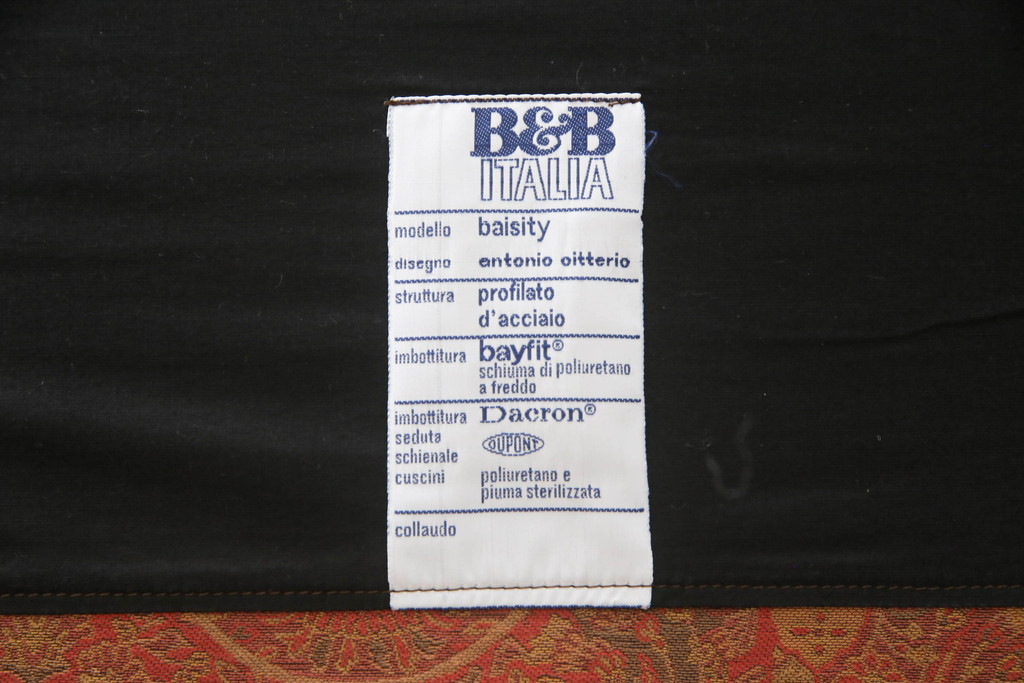 B&B
ITALIA
modello baisity
disegno antonio citterio
struttura profilato
d'acciaio
imbottitura bayfit®
schiuma di poliuretano
a freddo
imbottitura Dacron®
seduta DUPONT
schienale
cuscini poliuretano e
piuma sterilizzata
collaudo